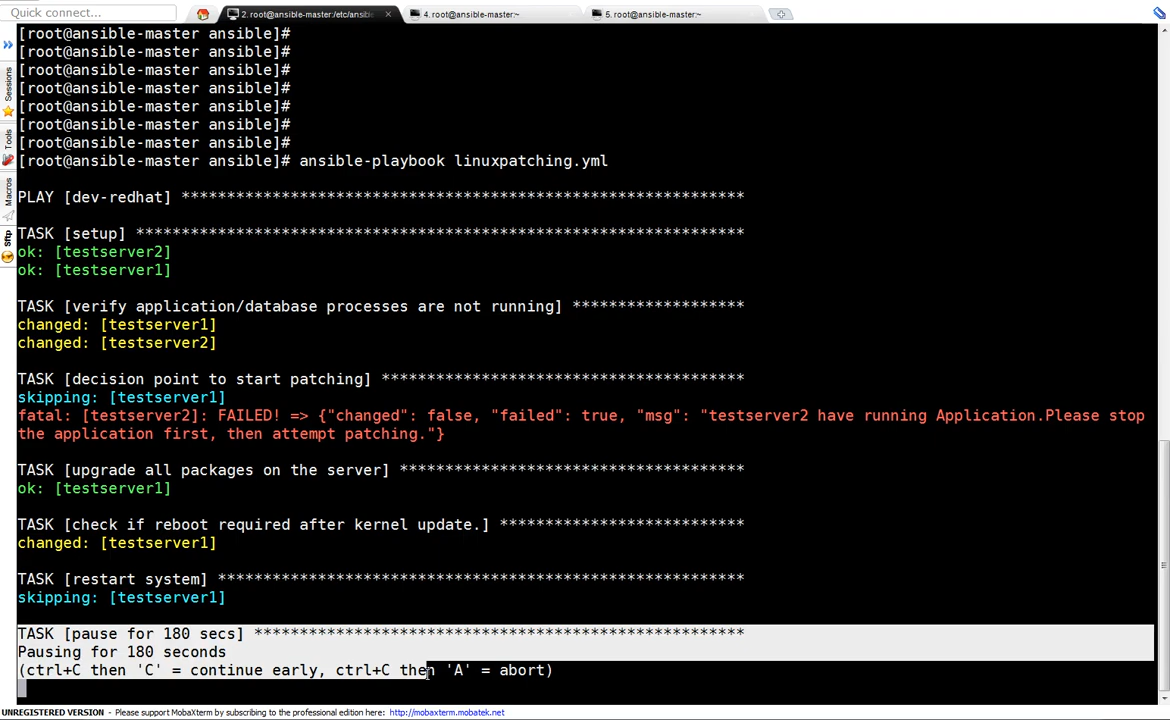 Quick connect...
2. root@ansible-master:/etc/ansibl
4. root@ansible-master:~
5. root@ansible-master:~
Sessions
Tools
Macros
Sftp
[root@ansible-master ansible]#
[root@ansible-master ansible]#
[root@ansible-master ansible]#
[root@ansible-master ansible]#
[root@ansible-master ansible]#
[root@ansible-master ansible]#
[root@ansible-master ansible]#
[root@ansible-master ansible]# ansible-playbook linuxpatching.yml
PLAY [dev-redhat] **************************************************************
TASK [setup] *******************************************************************
ok: [testserver2]
ok: [testserver1]
TASK [verify application/database processes are not running] *******************
changed: [testserver1]
changed: [testserver2]
TASK [decision point to start patching] ****************************************
skipping: [testserver1]
fatal: [testserver2]: FAILED! => {"changed": false, "failed": true, "msg": "testserver2 have running Application.Please stop
the application first, then attempt patching."}
TASK [upgrade all packages on the server] **************************************
ok: [testserver1]
TASK [check if reboot required after kernel update.] ***************************
changed: [testserver1]
TASK [restart system] **********************************************************
skipping: [testserver1]
TASK [pause for 180 secs] ******************************************************
Pausing for 180 seconds
(ctrl+C then 'C' = continue early, ctrl+C then 'A' = abort)
UNREGISTERED VERSION - Please support MobaXterm by subscribing to the professional edition here: http://mobaxterm.mobatek.net